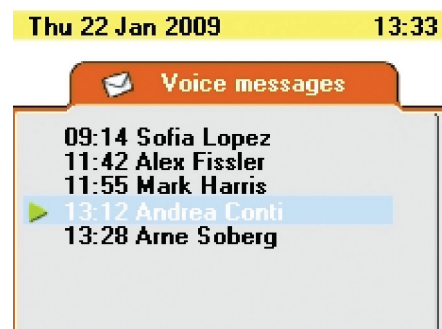 Thu 22 Jan 2009 13:33
Voice messages
09:14 Sofia Lopez
11:42 Alex Fissler
11:55 Mark Harris
13:12 Andrea Conti
13:28 Arne Soberg